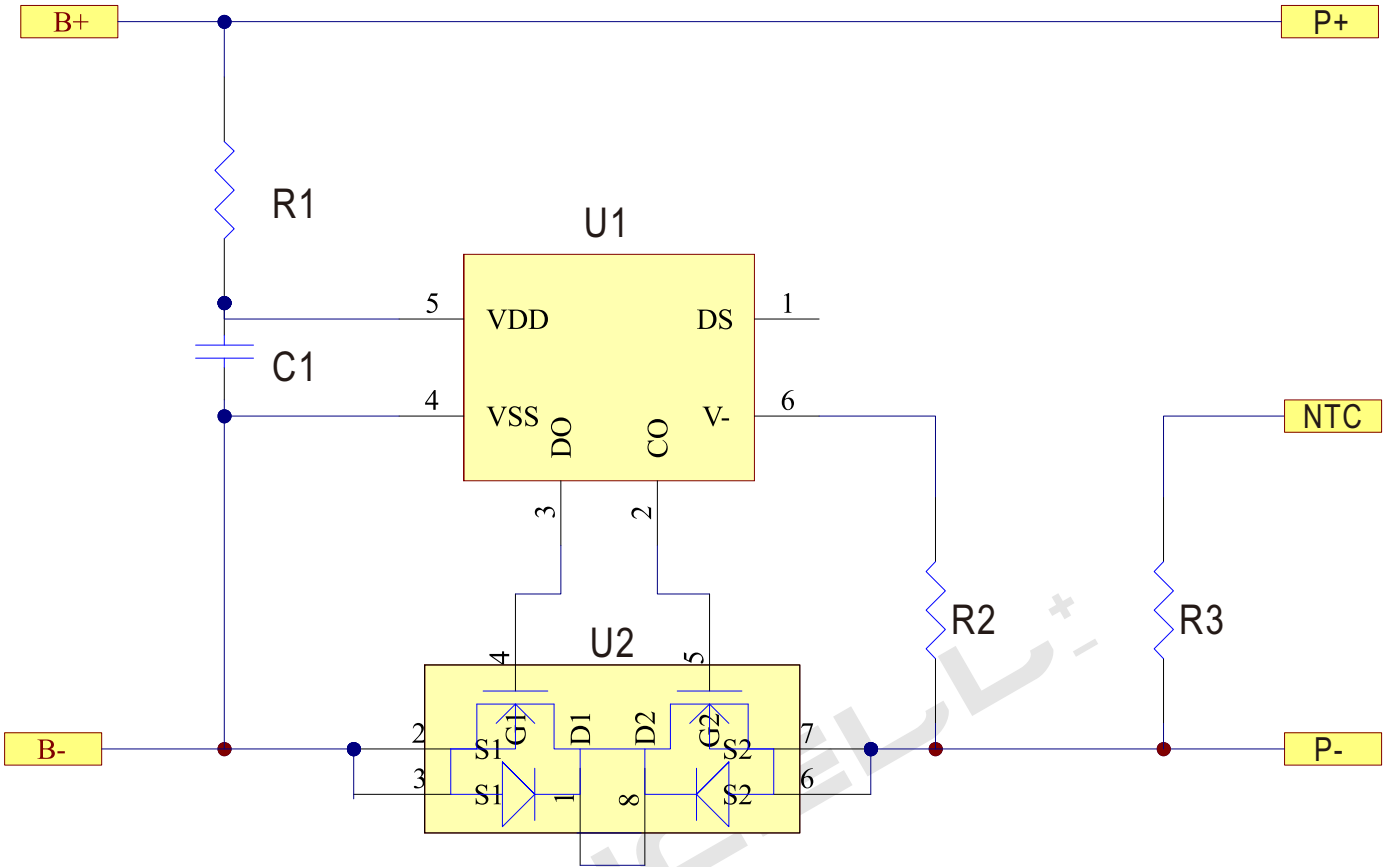 B+
P+
R1
U1
5
VDD
DS
1
C1
4
VSS
DO
CO
V-
6
NTC
3
2
R2
R3
U2
4
5
B-
2
S1
G1
D1
D2
G2
S2
7
P-
3
S1
1
8
S2
6